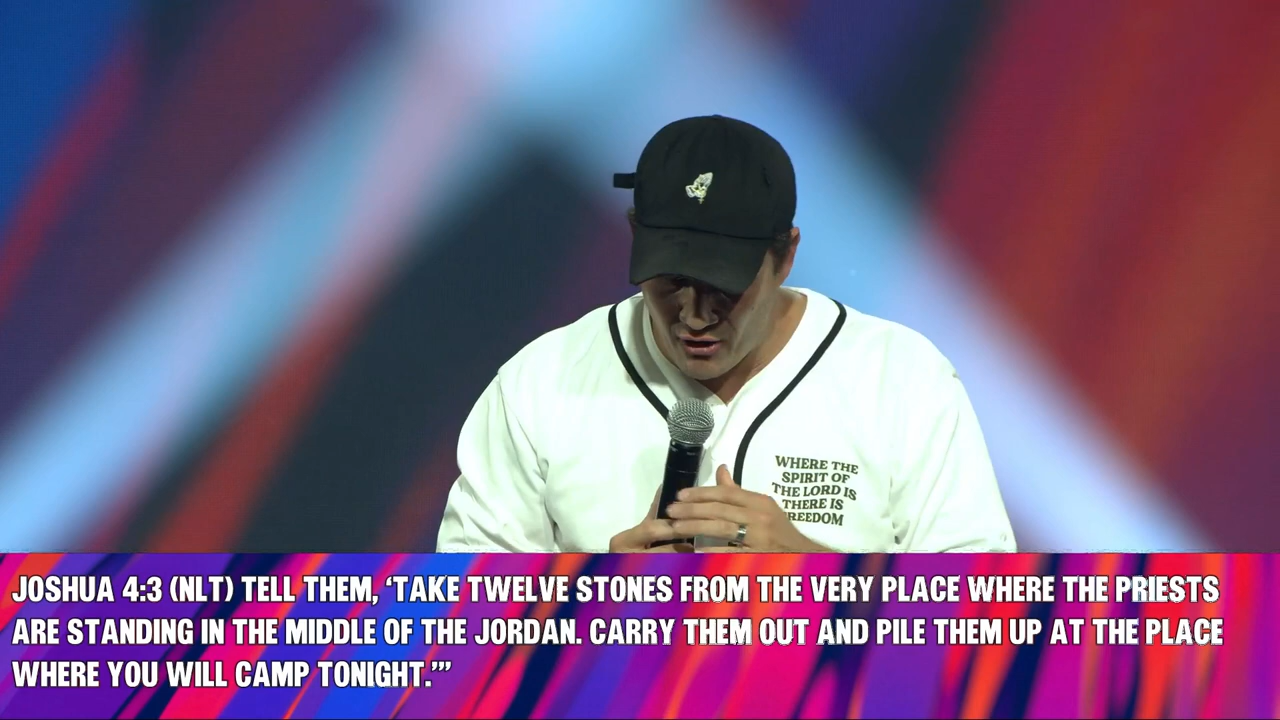 WHERE THE
SPIRIT OF
THE LORD IS
THERE IS
FREEDOM
JOSHUA 4:3 (NLT) TELL THEM, ‘TAKE TWELVE STONES FROM THE VERY PLACE WHERE THE PRIESTS
ARE STANDING IN THE MIDDLE OF THE JORDAN. CARRY THEM OUT AND PILE THEM UP AT THE PLACE
WHERE YOU WILL CAMP TONIGHT.’”